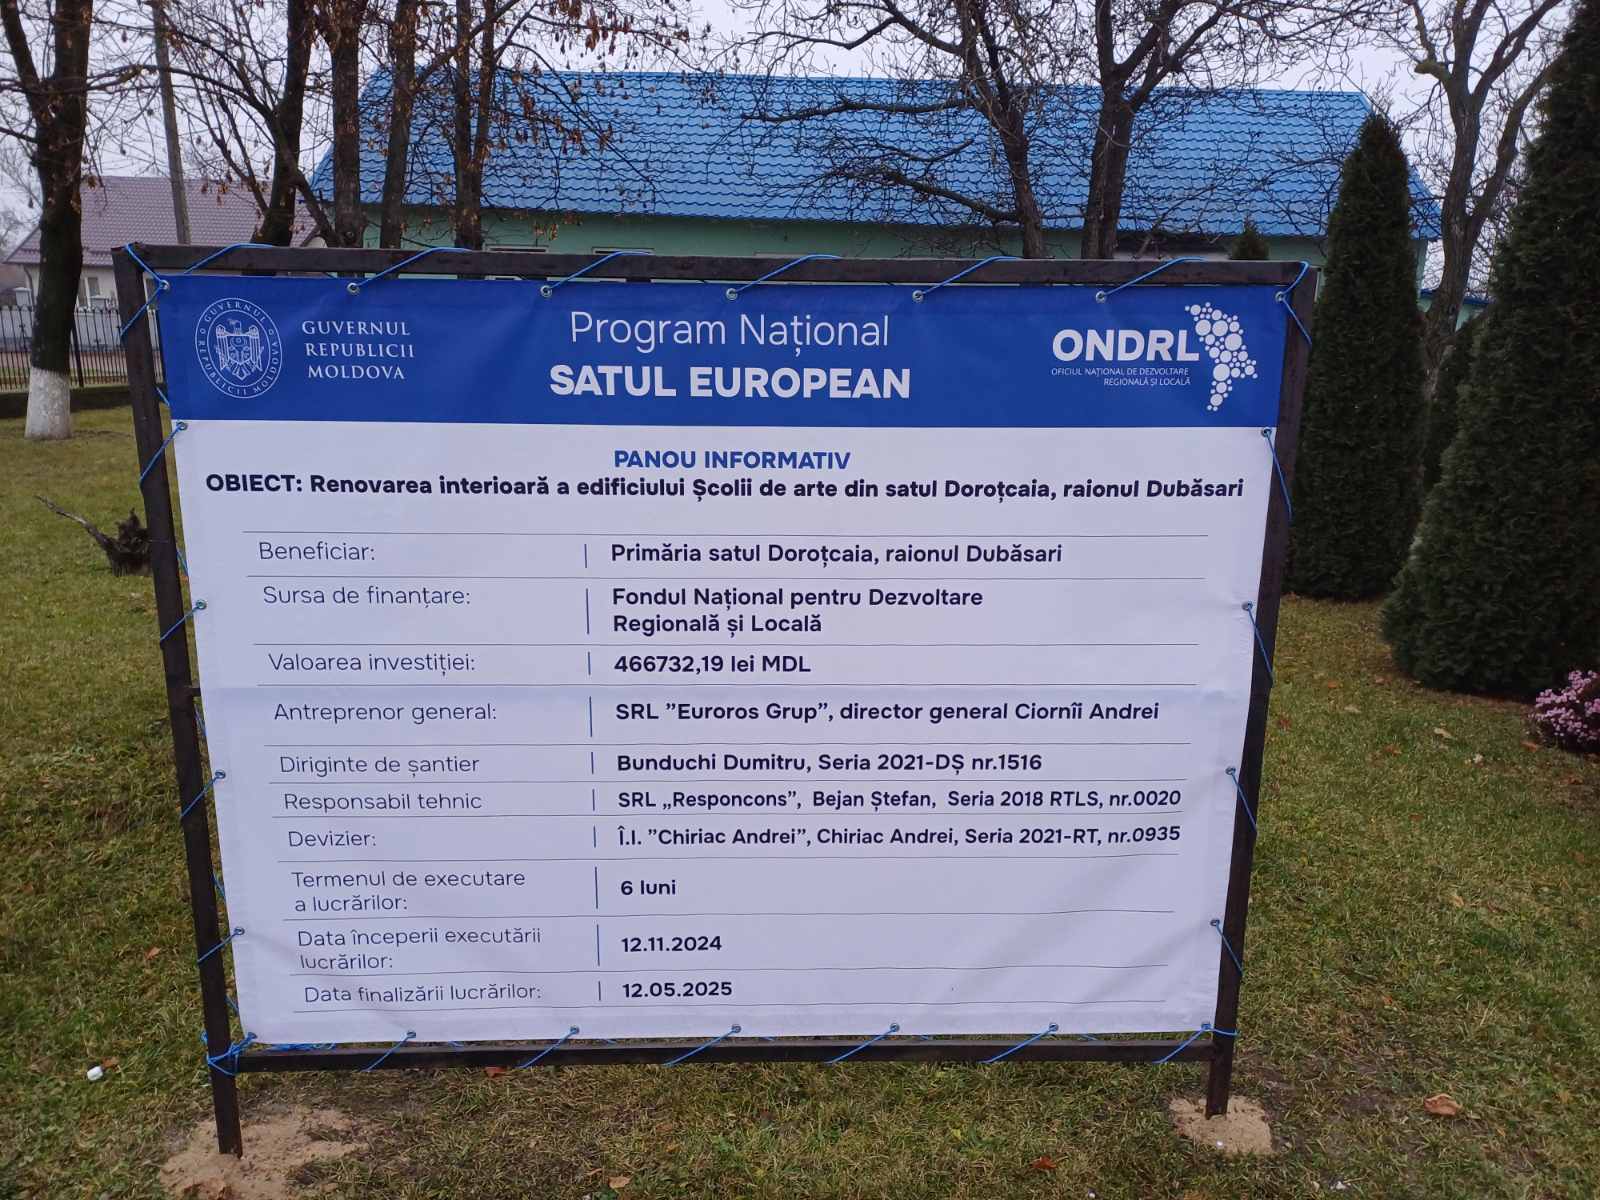 GUVERNUL REPUBLICII MOLDOVA
GUVERNUL
REPUBLICII
MOLDOVA
Program Național
SATUL EUROPEAN
ONDRL
OFICIUL NAȚIONAL DE DEZVOLTARE
REGIONALĂ ȘI LOCALĂ
PANOU INFORMATIV
OBIECT: Renovarea interioară a edificiului Școlii de arte din satul Doroțcaia, raionul Dubăsari
Beneficiar: Primăria satul Doroțcaia, raionul Dubăsari
Sursa de finanțare: Fondul Național pentru Dezvoltare
Regională și Locală
Valoarea investiției: 466732,19 lei MDL
Antreprenor general: SRL ”Euroros Grup”, director general Ciornîi Andrei
Diriginte de șantier Bunduchi Dumitru, Seria 2021-DȘ nr.1516
Responsabil tehnic SRL „Responcons”, Bejan Ștefan, Seria 2018 RTLS, nr.0020
Devizier: Î.I. ”Chiriac Andrei”, Chiriac Andrei, Seria 2021-RT, nr.0935
Termenul de executare
a lucrărilor: 6 luni
Data începerii executării
lucrărilor: 12.11.2024
Data finalizării lucrărilor: 12.05.2025